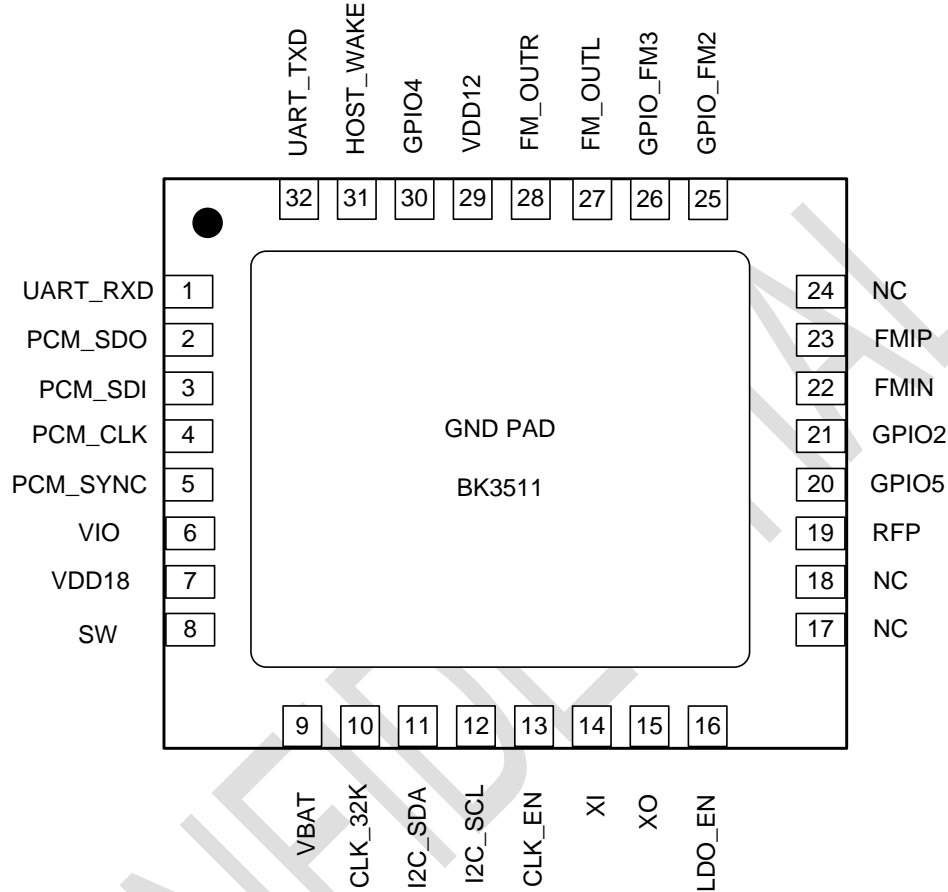 UART_TXD
HOST_WAKE
GPIO4
VDD12
FM_OUTR
FM_OUTL
GPIO_FM3
GPIO_FM2
32 31 30 29 28 27 26 25
UART_RXD 1
PCM_SDO 2
PCM_SDI 3
PCM_CLK 4
PCM_SYNC 5
VIO 6
VDD18 7
SW 8
GND PAD
BK3511
24 NC
23 FMIP
22 FMIN
21 GPIO2
20 GPIO5
19 RFP
18 NC
17 NC
9 10 11 12 13 14 15 16
VBAT
CLK_32K
I2C_SDA
I2C_SCL
CLK_EN
XI
XO
LDO_EN